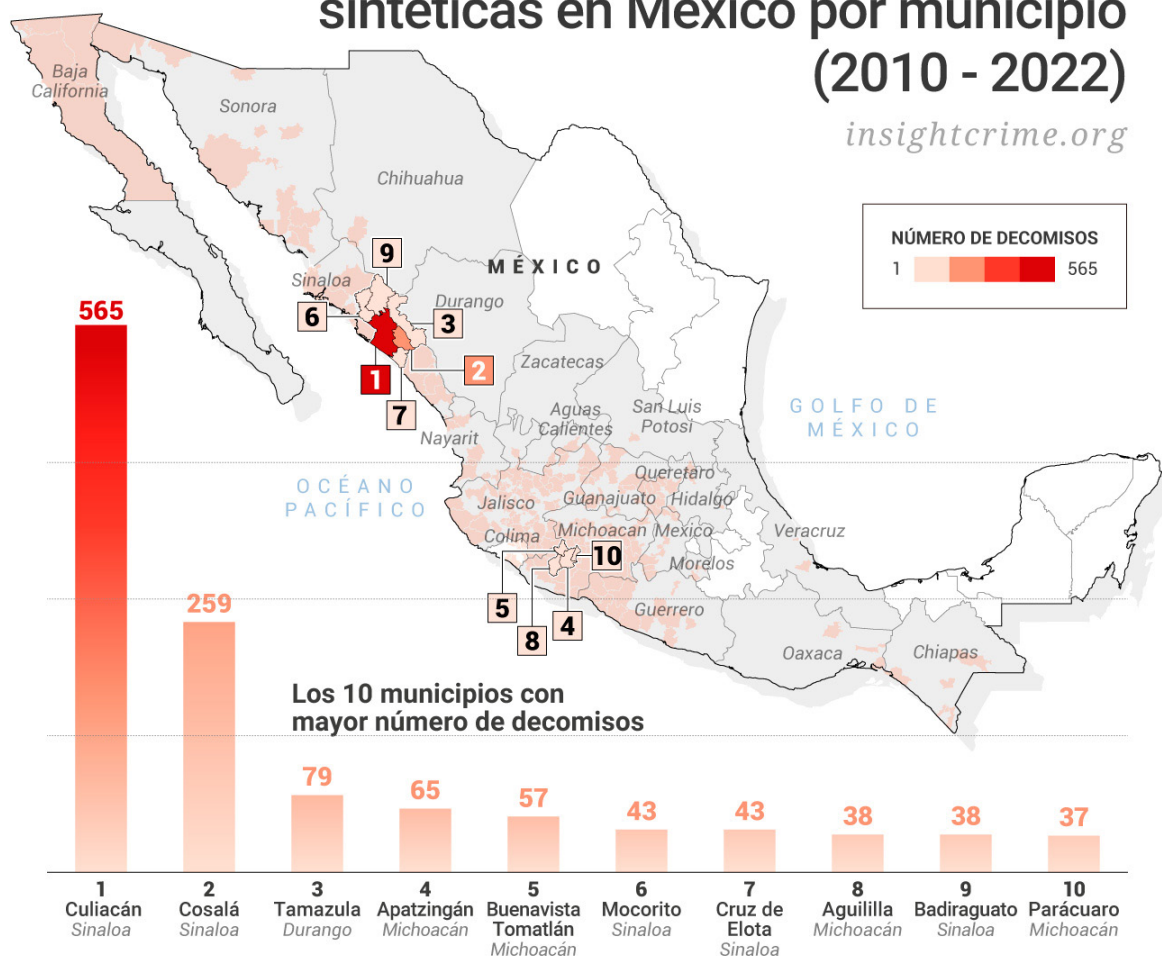 sintéticas en México por municipio
(2010 - 2022)
insightcrime.org
Baja
California
Sonora
Chihuahua
NÚMERO DE DECOMISOS
1
565
9
MÉXICO
Sinaloa
Durango
6
3
565
2
1
Zacatecas
7
Aguas
Calientes
San Luis
Potosi
GOLFO DE
MÉXICO
Nayarit
Queretaro
OCÉANO
PACÍFICO
Jalisco
Guanajuato
Hidalgo
Colima
Michoacan
Mexico
Veracruz
10
Morelos
5
8
4
Guerrero
Oaxaca
Chiapas
259
Los 10 municipios con
mayor número de decomisos
79
65
57
43
43
38
38
37
1
Culiacán
Sinaloa
2
Cosalá
Sinaloa
3
Tamazula
Durango
4
Apatzingán
Michoacán
5
Buenavista
Tomatlán
Michoacán
6
Mocorito
Sinaloa
7
Cruz de
Elota
Sinaloa
8
Aguililla
Michoacán
9
Badiraguato
Sinaloa
10
Parácuaro
Michoacán